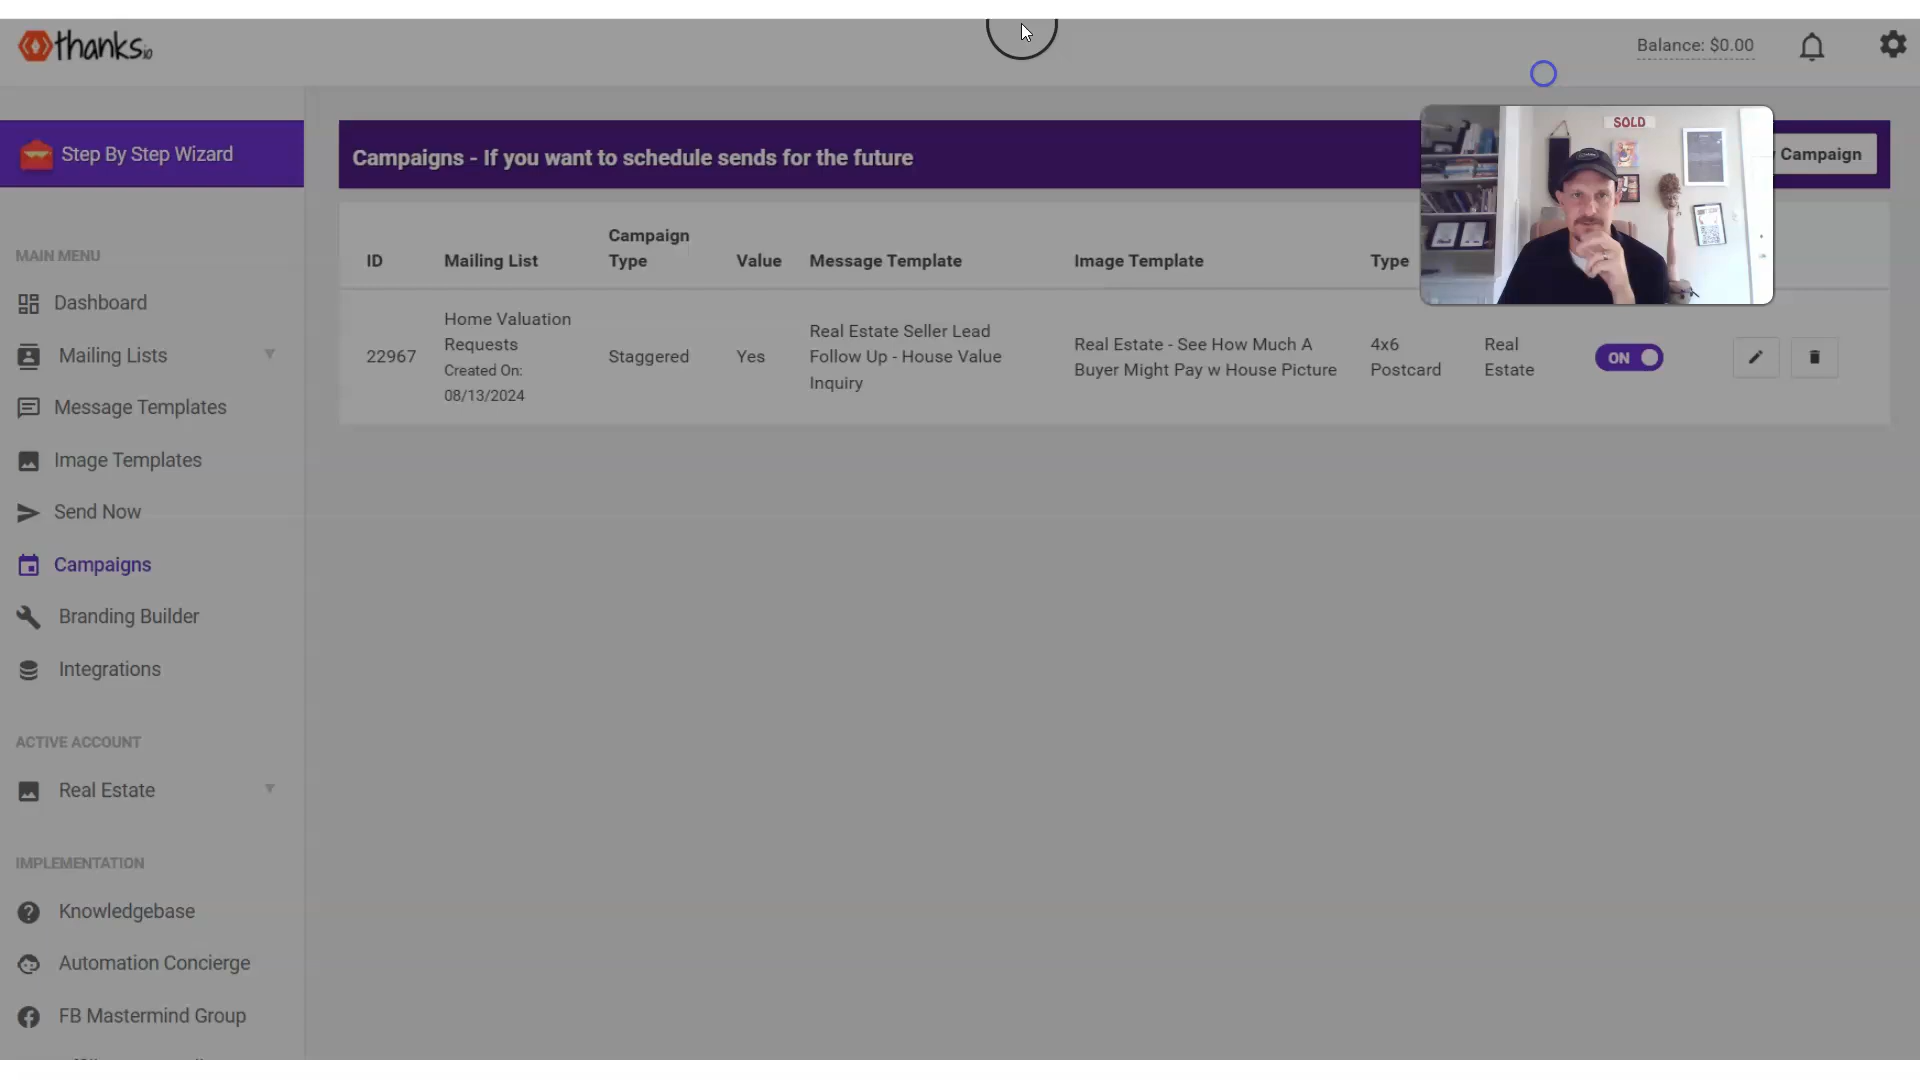 thanks.io
Balance: $0.00
Step By Step Wizard
MAIN MENU
Dashboard
Mailing Lists
Message Templates
Image Templates
Send Now
Campaigns
Branding Builder
Integrations
ACTIVE ACCOUNT
Real Estate
IMPLEMENTATION
Knowledgebase
Automation Concierge
FB Mastermind Group
Campaigns - If you want to schedule sends for the future
Campaign
SOLD
ID
Mailing List
Campaign
Type
Value
Message Template
Image Template
Type
22967
Home Valuation
Requests
Created On:
08/13/2024
Staggered
Yes
Real Estate Seller Lead
Follow Up - House Value
Inquiry
Real Estate - See How Much A
Buyer Might Pay w House Picture
4x6
Postcard
Real
Estate
ON